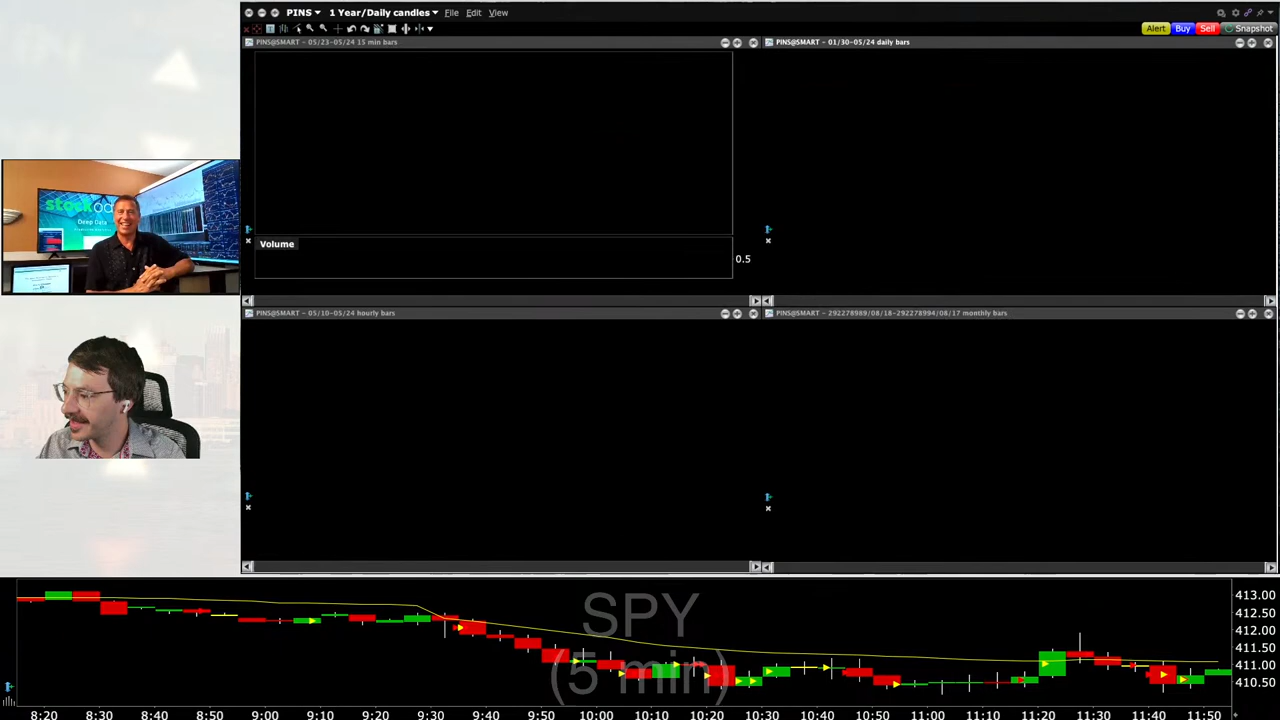 PINS 1 Year/Daily candles File Edit View
Alert Buy Sell Snapshot
PINS@SMART - 05/23-05/24 15 min bars
PINS@SMART - 01/30-05/24 daily bars
Volume
0.5
PINS@SMART - 05/10-05/24 hourly bars
PINS@SMART - 292278989/08/18-292278994/08/17 monthly bars
Deep Data
SPY
(5 min)
413.00
412.50
412.00
411.50
411.00
410.50
8:20 8:30 8:40 8:50 9:00 9:10 9:20 9:30 9:40 9:50 10:00 10:10 10:20 10:30 10:40 10:50 11:00 11:10 11:20 11:30 11:40 11:50